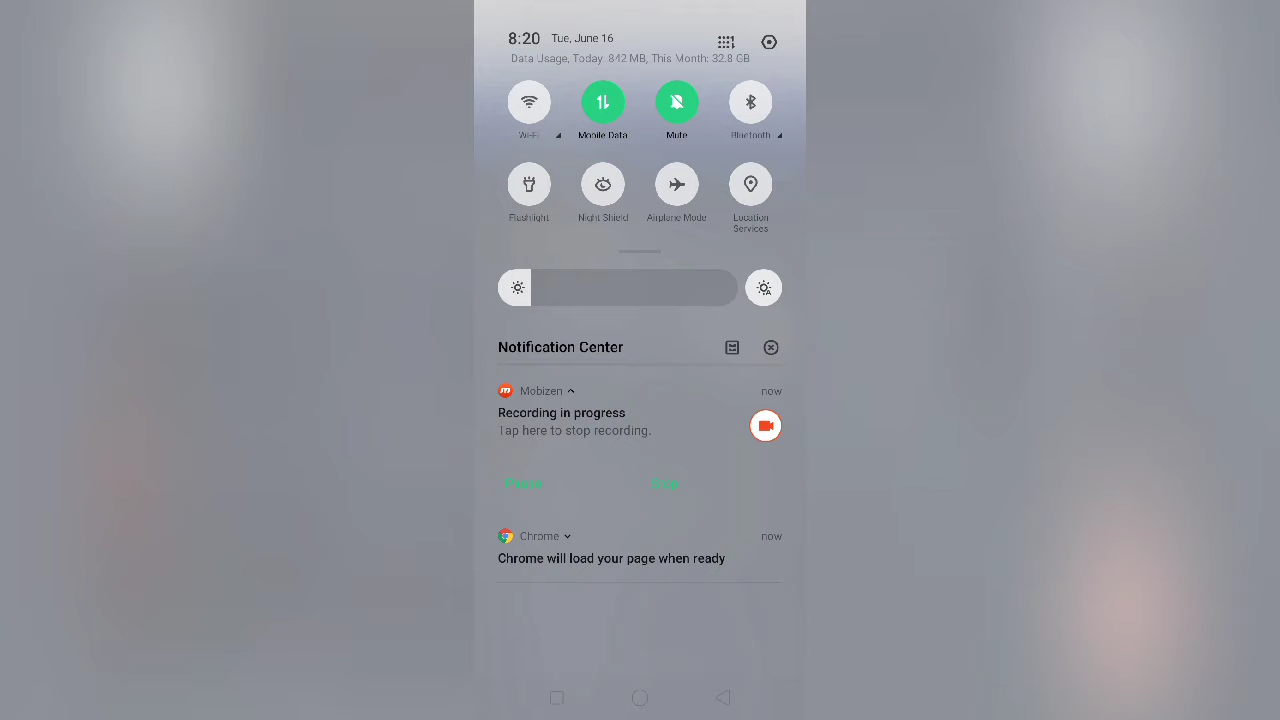 8:20 Tue, June 16
Data Usage, Today: 842 MB, This Month: 32.8 GB
Wi-Fi Mobile Data Mute Bluetooth
Flashlight Night Shield Airplane Mode Location
Services
A
Notification Center
m Mobizen now
Recording in progress
Tap here to stop recording.
Pause Stop
Chrome now
Chrome will load your page when ready